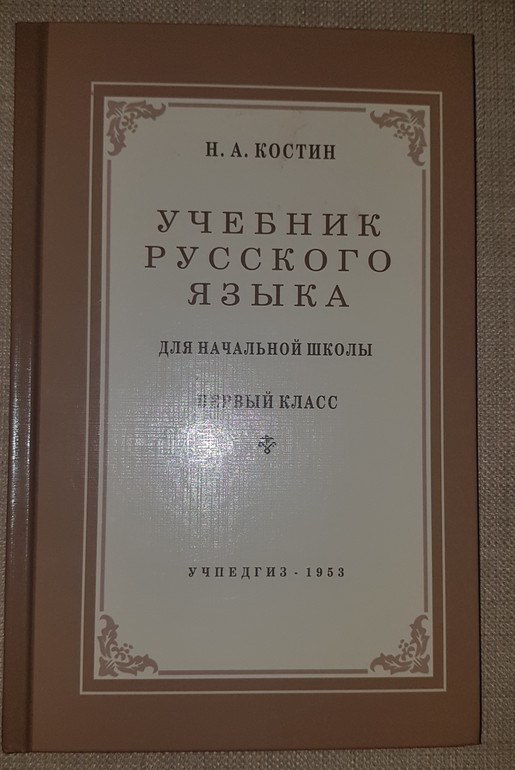 Н. А. КОСТИН
УЧЕБНИК
РУССКОГО
ЯЗЫКА
ДЛЯ НАЧАЛЬНОЙ ШКОЛЫ
ПЕРВЫЙ КЛАСС
УЧПЕДГИЗ - 1953